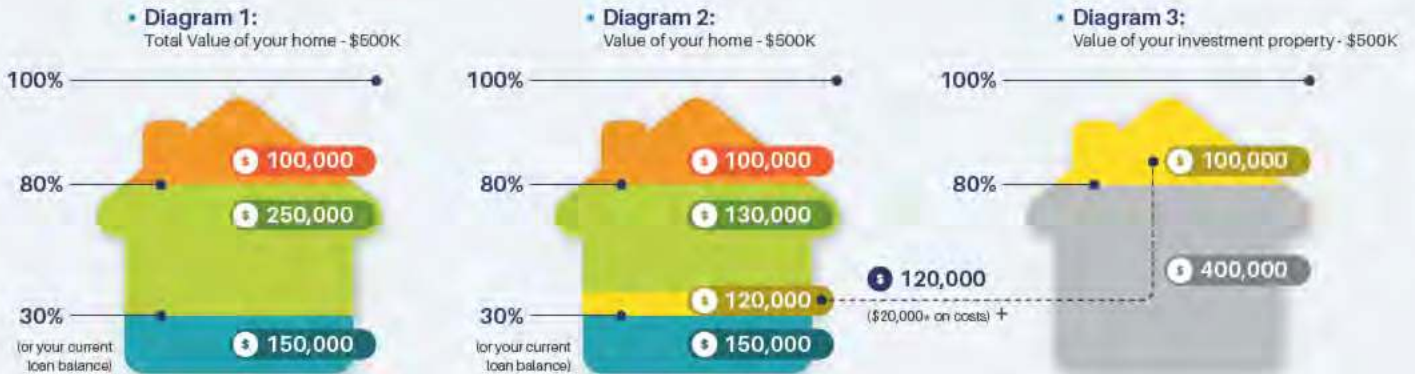 • Diagram 1:
Total Value of your home - $500K
100%
$ 100,000
80%
$ 250,000
30%
(or your current
loan balance)
$ 150,000
• Diagram 2:
Value of your home - $500K
100%
$ 100,000
80%
$ 130,000
$ 120,000
30%
(or your current
loan balance)
$ 150,000
$ 120,000
($20,000* on costs) +
• Diagram 3:
Value of your investment property - $500K
100%
$ 100,000
80%
$ 400,000